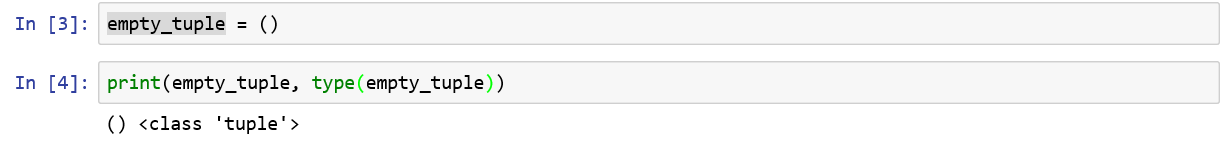 In [3]: empty_tuple = ()
In [4]: print(empty_tuple, type(empty_tuple))
() <class 'tuple'>